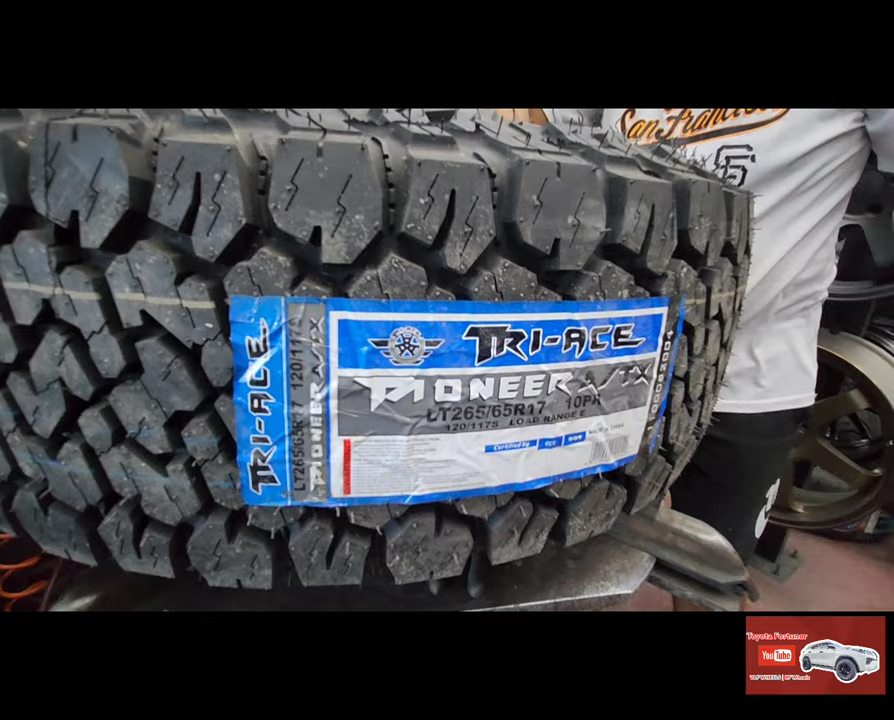 San Francisco
SF
TRI-ACE
PIONEER A/TX
LT265/65R17 10PR
120/117S LOAD RANGE E
MADE IN CHINA
Certified by
CCC
TRI-ACE
LT265/65R17 120/117S
PIONEER A/TX
Toyota Fortuner
YouTube